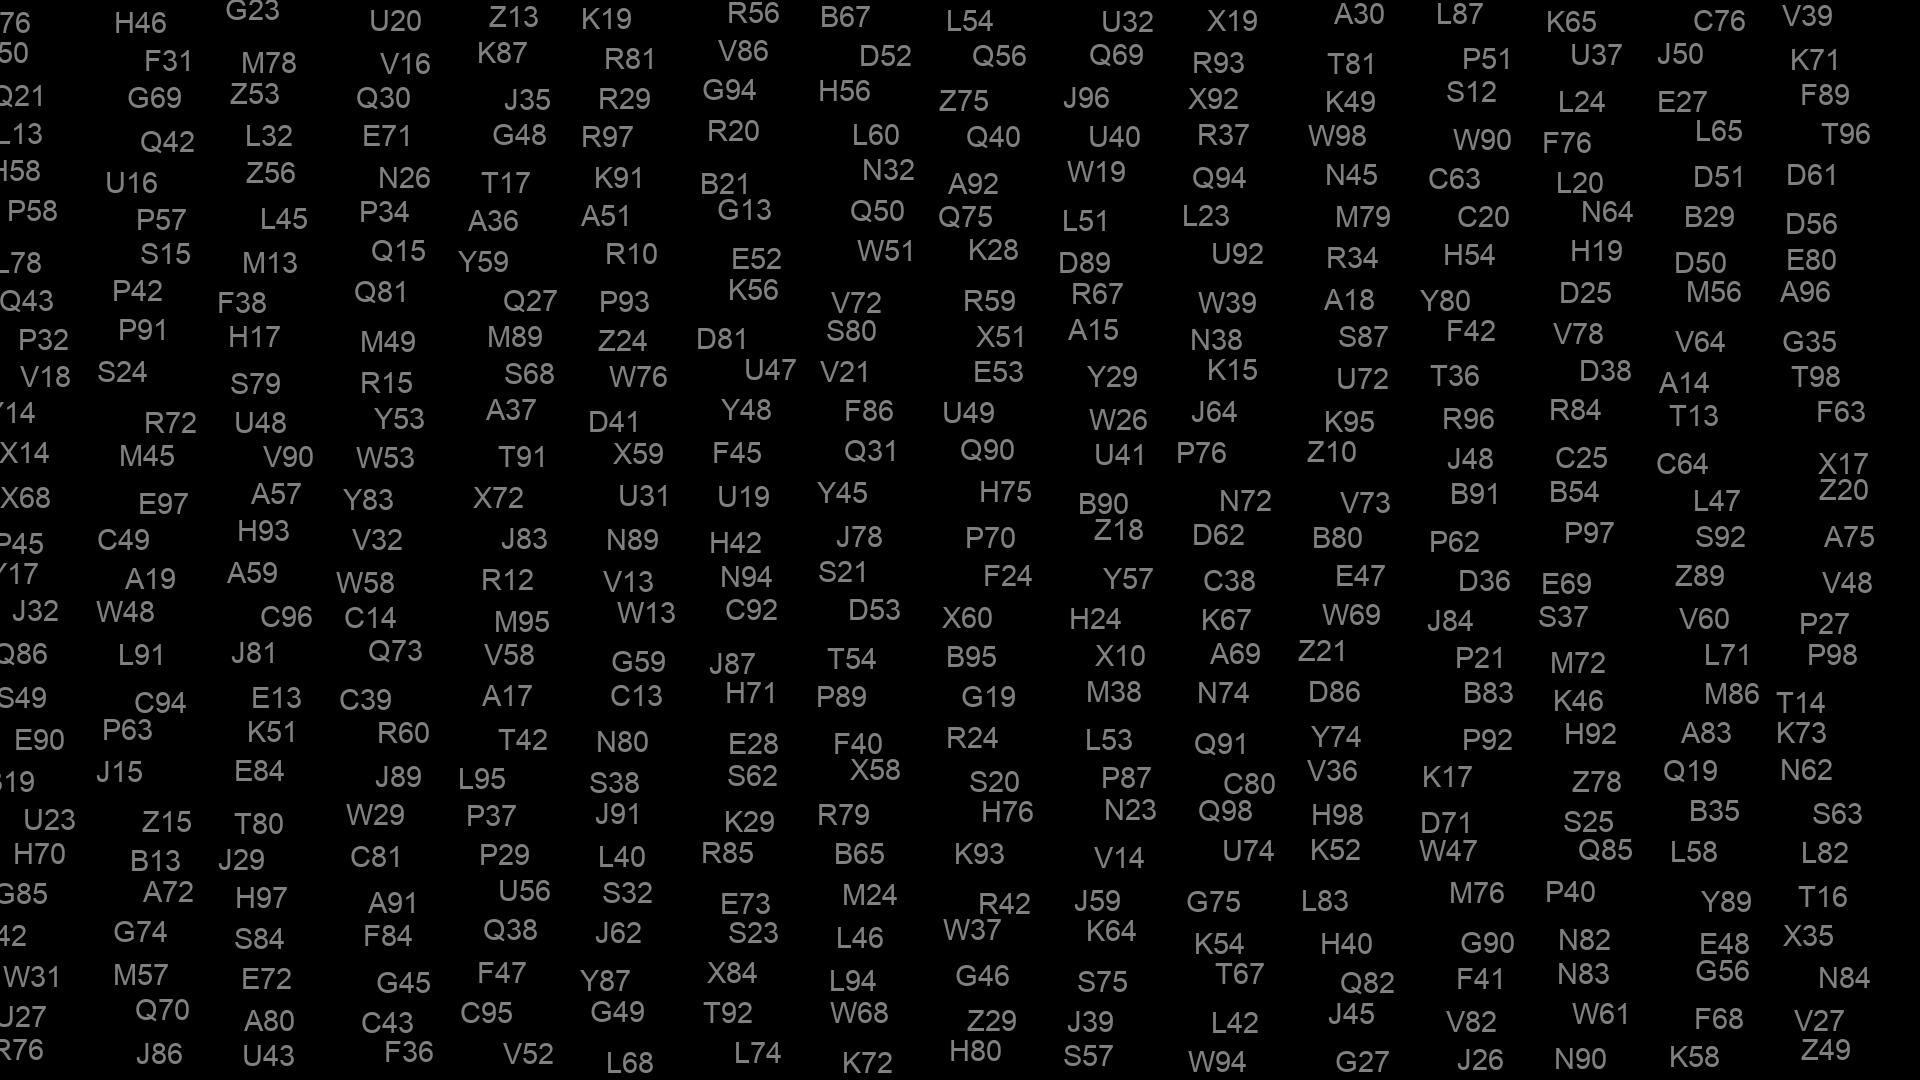 76 H46 G23 U20 Z13 K19 R56 B67 L54 U32 X19 A30 L87 K65 C76 V39
50 F31 M78 V16 K87 R81 V86 D52 Q56 Q69 R93 T81 P51 U37 J50 K71
Q21 G69 Z53 Q30 J35 R29 G94 H56 Z75 J96 X92 K49 S12 L24 E27 F89
L13 Q42 L32 E71 G48 R97 R20 L60 Q40 U40 R37 W98 W90 F76 L65 T96
H58 U16 Z56 N26 T17 K91 B21 N32 A92 W19 Q94 N45 C63 L20 D51 D61
P58 P57 L45 P34 A36 A51 G13 Q50 Q75 L51 L23 M79 C20 N64 B29 D56
L78 S15 M13 Q15 Y59 R10 E52 W51 K28 D89 U92 R34 H54 H19 D50 E80
Q43 P42 F38 Q81 Q27 P93 K56 V72 R59 R67 W39 A18 Y80 D25 M56 A96
P32 P91 H17 M49 M89 Z24 D81 S80 X51 A15 N38 S87 F42 V78 V64 G35
V18 S24 S79 R15 S68 W76 U47 V21 E53 Y29 K15 U72 T36 D38 A14 T98
Y14 R72 U48 Y53 A37 D41 Y48 F86 U49 W26 J64 K95 R96 R84 T13 F63
X14 M45 V90 W53 T91 X59 F45 Q31 Q90 U41 P76 Z10 J48 C25 C64 X17
X68 E97 A57 Y83 X72 U31 U19 Y45 H75 B90 N72 V73 B91 B54 L47 Z20
P45 C49 H93 V32 J83 N89 H42 J78 P70 Z18 D62 B80 P62 P97 S92 A75
Y17 A19 A59 W58 R12 V13 N94 S21 F24 Y57 C38 E47 D36 E69 Z89 V48
J32 W48 C96 C14 M95 W13 C92 D53 X60 H24 K67 W69 J84 S37 V60 P27
Q86 L91 J81 Q73 V58 G59 J87 T54 B95 X10 A69 Z21 P21 M72 L71 P98
S49 C94 E13 C39 A17 C13 H71 P89 G19 M38 N74 D86 B83 K46 M86 T14
E90 P63 K51 R60 T42 N80 E28 F40 R24 L53 Q91 Y74 P92 H92 A83 K73
19 J15 E84 J89 L95 S38 S62 X58 S20 P87 C80 V36 K17 Z78 Q19 N62
U23 Z15 T80 W29 P37 J91 K29 R79 H76 N23 Q98 H98 D71 S25 B35 S63
H70 B13 J29 C81 P29 L40 R85 B65 K93 V14 U74 K52 W47 Q85 L58 L82
G85 A72 H97 A91 U56 S32 E73 M24 R42 J59 G75 L83 M76 P40 Y89 T16
42 G74 S84 F84 Q38 J62 S23 L46 W37 K64 K54 H40 G90 N82 E48 X35
W31 M57 E72 G45 F47 Y87 X84 L94 G46 S75 T67 Q82 F41 N83 G56 N84
U27 Q70 A80 C43 C95 G49 T92 W68 Z29 J39 L42 J45 V82 W61 F68 V27
R76 J86 U43 F36 V52 L68 L74 K72 H80 S57 W94 G27 J26 N90 K58 Z49